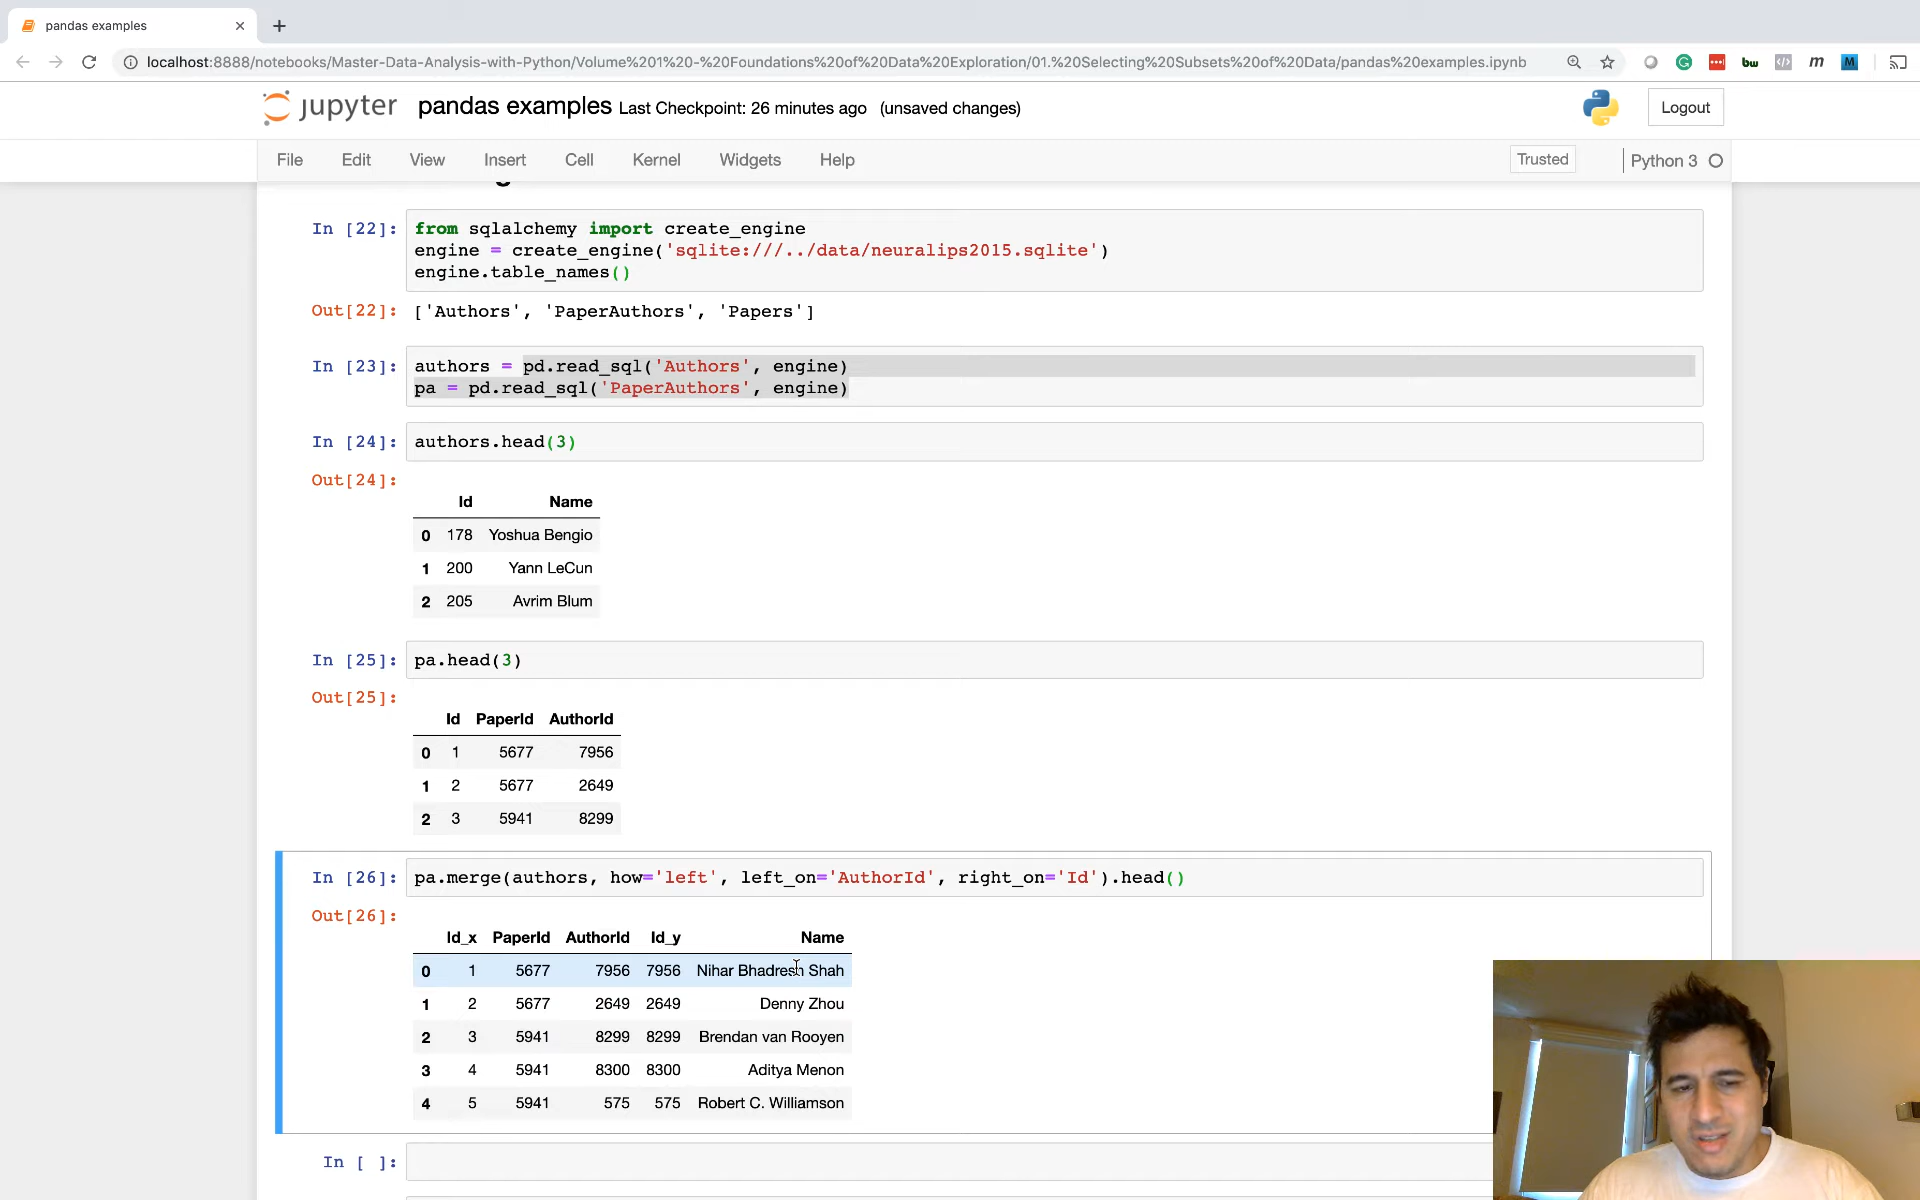 pandas examples
localhost:8888/notebooks/Master-Data-Analysis-with-Python/Volume%201%20-%20Foundations%20of%20Data%20Exploration/01.%20Selecting%20Subsets%20of%20Data/pandas%20examples.ipynb
bw m M
jupyter pandas examples Last Checkpoint: 26 minutes ago (unsaved changes)
Logout
File Edit View Insert Cell Kernel Widgets Help
Trusted Python 3
In [22]: from sqlalchemy import create_engine
engine = create_engine('sqlite:///../data/neuralips2015.sqlite')
engine.table_names()
Out[22]: ['Authors', 'PaperAuthors', 'Papers']
In [23]: authors = pd.read_sql('Authors', engine)
pa = pd.read_sql('PaperAuthors', engine)
In [24]: authors.head(3)
Out[24]:
Id Name
0 178 Yoshua Bengio
1 200 Yann LeCun
2 205 Avrim Blum
In [25]: pa.head(3)
Out[25]:
Id PaperId AuthorId
0 1 5677 7956
1 2 5677 2649
2 3 5941 8299
In [26]: pa.merge(authors, how='left', left_on='AuthorId', right_on='Id').head()
Out[26]:
Id_x PaperId AuthorId Id_y Name
0 1 5677 7956 7956 Nihar Bhadresh Shah
1 2 5677 2649 2649 Denny Zhou
2 3 5941 8299 8299 Brendan van Rooyen
3 4 5941 8300 8300 Aditya Menon
4 5 5941 575 575 Robert C. Williamson
In [ ]: